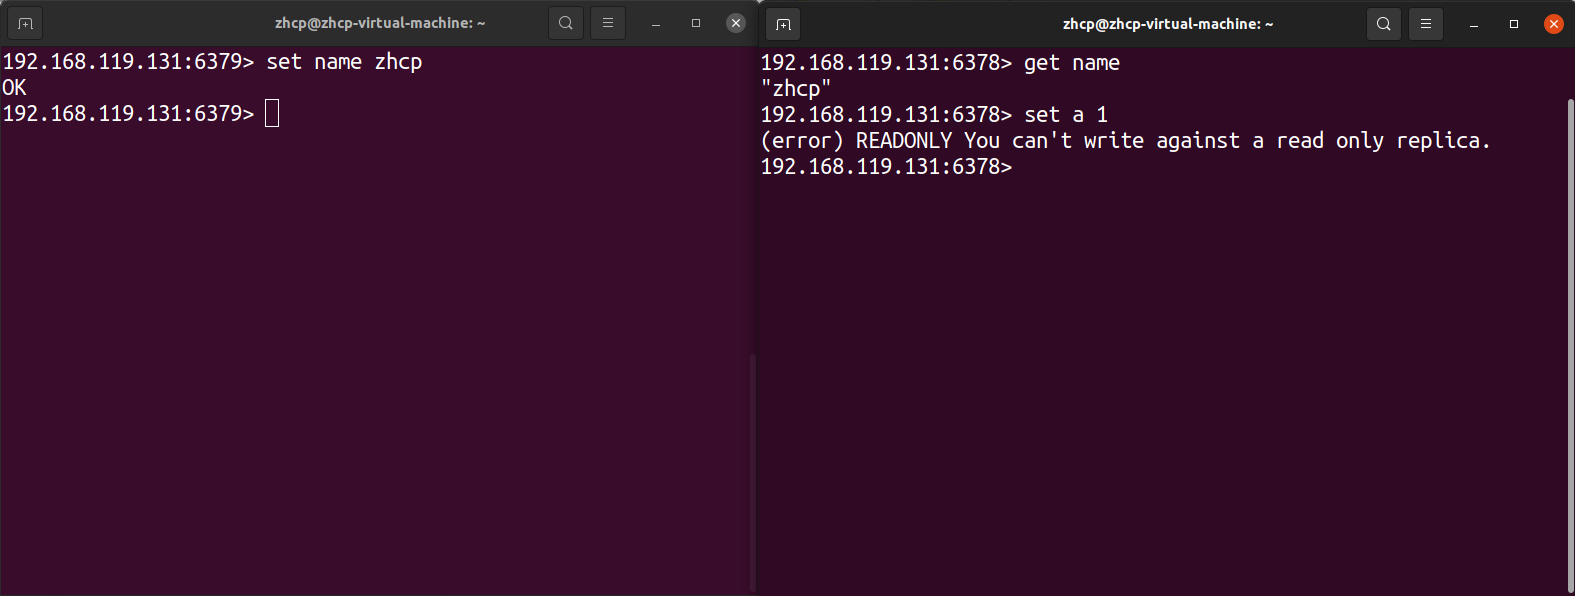 zhcp@zhcp-virtual-machine: ~
192.168.119.131:6379> set name zhcp
OK
192.168.119.131:6379>
zhcp@zhcp-virtual-machine: ~
192.168.119.131:6378> get name
"zhcp"
192.168.119.131:6378> set a 1
(error) READONLY You can't write against a read only replica.
192.168.119.131:6378>